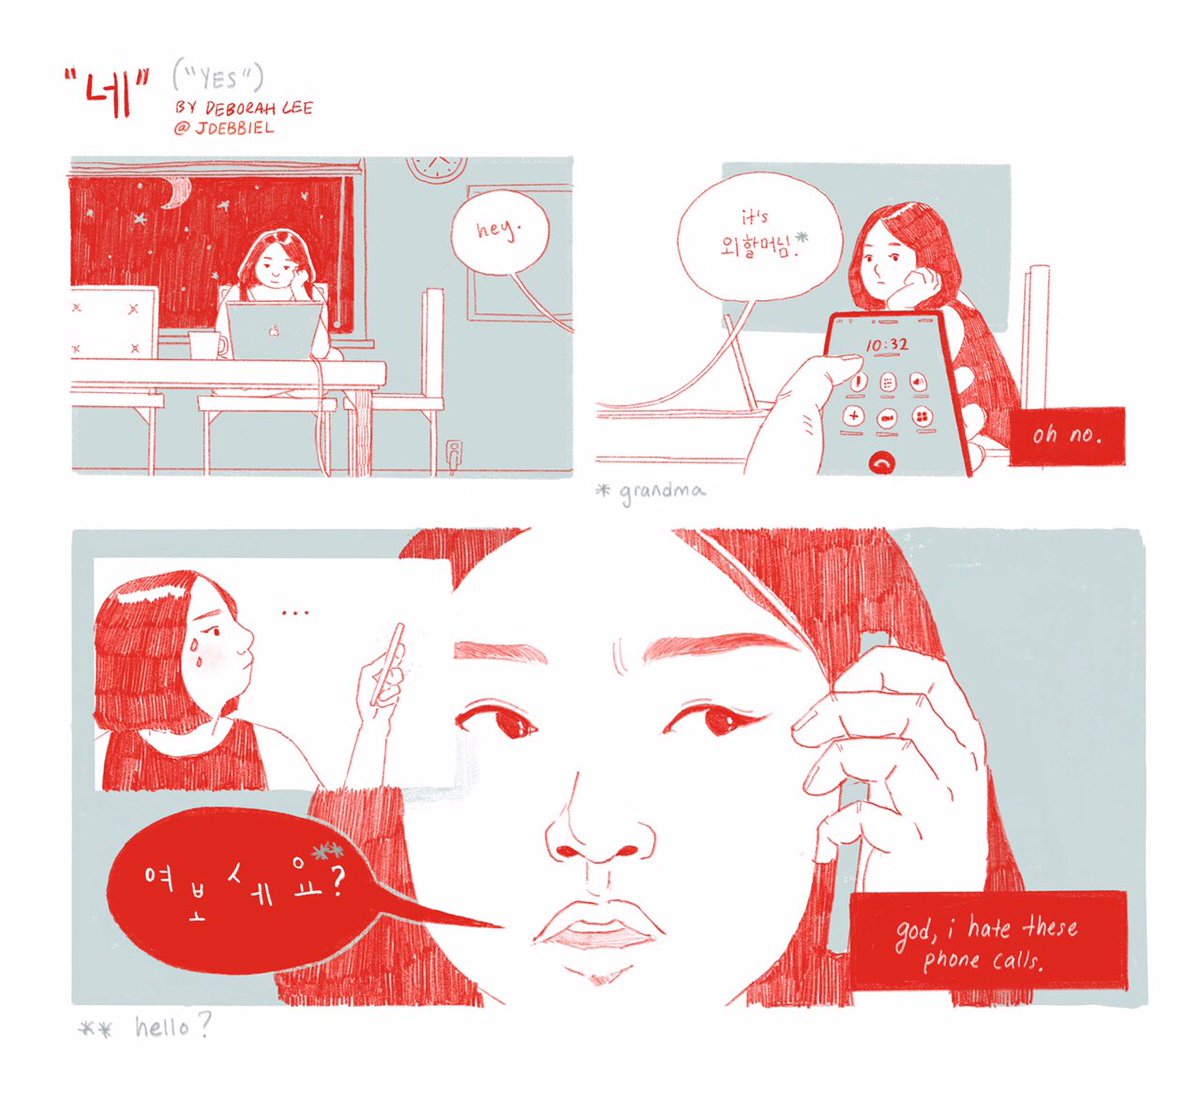 "네" ("YES")
BY DEBORAH LEE
@JDEBBIEL
hey.
it's
외할머님.*
10:32
oh no.
* grandma
...
여보세요?**
god, i hate these
phone calls.
** hello?